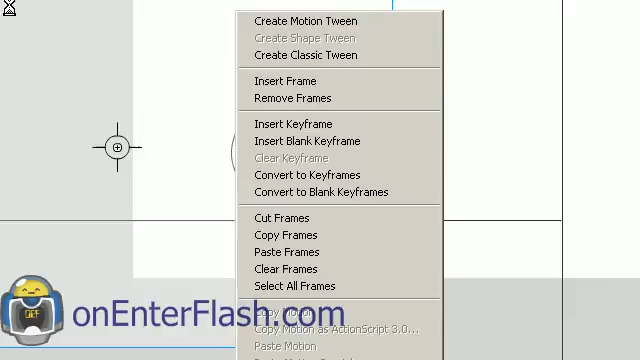 Create Motion Tween
Create Shape Tween
Create Classic Tween
Insert Frame
Remove Frames
Insert Keyframe
Insert Blank Keyframe
Clear Keyframe
Convert to Keyframes
Convert to Blank Keyframes
Cut Frames
Copy Frames
Paste Frames
Clear Frames
Select All Frames
Copy Motion
onEnterFlash.com
Copy Motion as ActionScript 3.0...
Paste Motion